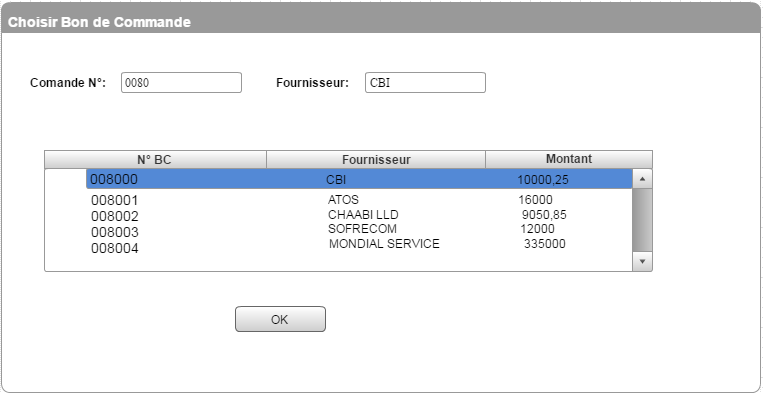 Choisir Bon de Commande
Comande N°: 0080 Fournisseur: CBI
N° BC Fournisseur Montant
008000 CBI 10000,25
008001 ATOS 16000
008002 CHAABI LLD 9050,85
008003 SOFRECOM 12000
008004 MONDIAL SERVICE 335000
OK